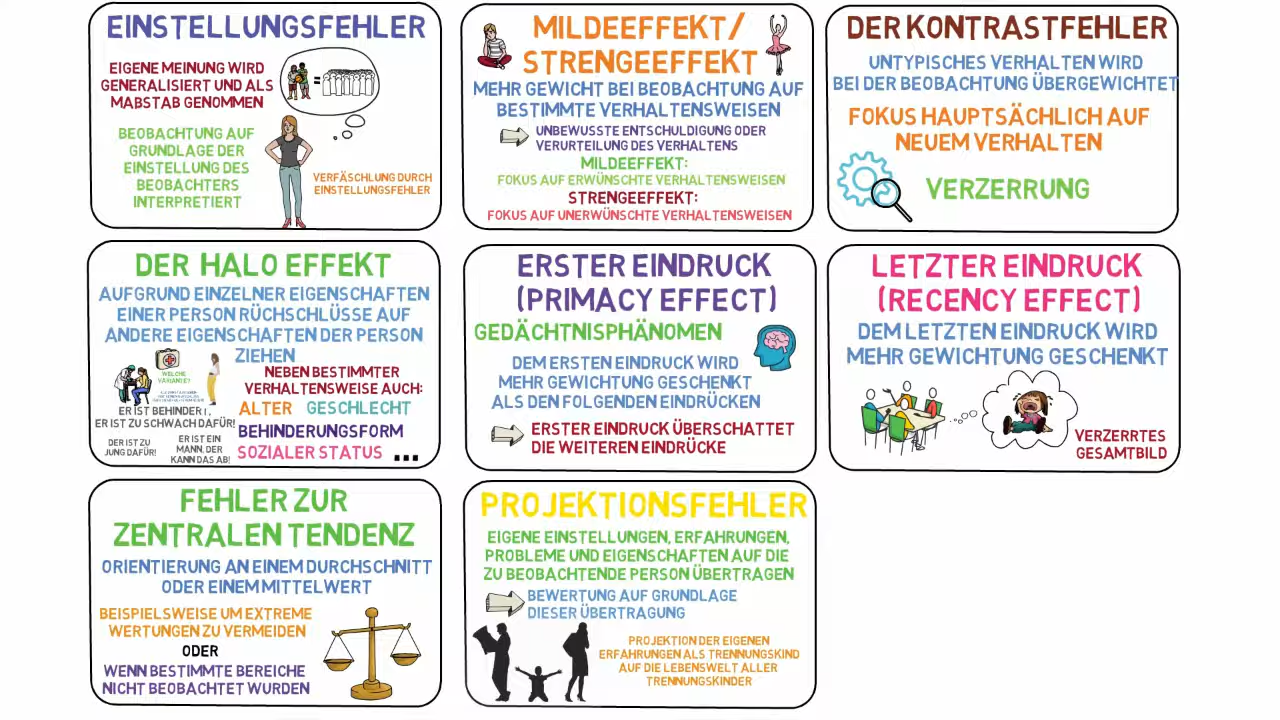 EINSTELLUNGSFEHLER
EIGENE MEINUNG WIRD
GENERALISIERT UND ALS
MABSTAB GENOMMEN
=
BEOBACHTUNG AUF
GRUNDLAGE DER
EINSTELLUNG DES
BEOBACHTERS
INTERPRETIERT
VERFÄSCHLUNG DURCH
EINSTELLUNGSFEHLER
MILDEEFFEKT/
STRENGEEFFEKT
MEHR GEWICHT BEI BEOBACHTUNG AUF
BESTIMMTE VERHALTENSWEISEN
UNBEWUSSTE ENTSCHULDIGUNG ODER
VERURTEILUNG DES VERHALTENS
MILDEEFFEKT:
FOKUS AUF ERWÜNSCHTE VERHALTENSWEISEN
STRENGEEFFEKT:
FOKUS AUF UNERWÜNSCHTE VERHALTENSWEISEN
DER KONTRASTFEHLER
UNTYPISCHES VERHALTEN WIRD
BEI DER BEOBACHTUNG ÜBERGEWICHTET
FOKUS HAUPTSÄCHLICH AUF
NEUEM VERHALTEN
VERZERRUNG
DER HALO EFFEKT
AUFGRUND EINZELNER EIGENSCHAFTEN
EINER PERSON RÜCHSCHLÜSSE AUF
ANDERE EIGENSCHAFTEN DER PERSON
ZIEHEN
WELCHE
VARIANTE?
NEBEN BESTIMMTER
VERHALTENSWEISE AUCH:
ALTER GESCHLECHT
BEHINDERUNGSFORM
SOZIALER STATUS ...
ER IST BEHINDERT,
ER IST ZU SCHWACH DAFÜR!
DER IST ZU
JUNG DAFÜR!
ER IST EIN
MANN, DER
KANN DAS AB!
ERSTER EINDRUCK
(PRIMACY EFFECT)
GEDÄCHTNISPHÄNOMEN
DEM ERSTEN EINDRUCK WIRD
MEHR GEWICHTUNG GESCHENKT
ALS DEN FOLGENDEN EINDRÜCKEN
ERSTER EINDRUCK ÜBERSCHATTET
DIE WEITEREN EINDRÜCKE
LETZTER EINDRUCK
(RECENCY EFFECT)
DEM LETZTEN EINDRUCK WIRD
MEHR GEWICHTUNG GESCHENKT
VERZERRTES
GESAMTBILD
FEHLER ZUR
ZENTRALEN TENDENZ
ORIENTIERUNG AN EINEM DURCHSCHNITT
ODER EINEM MITTELWERT
BEISPIELSWEISE UM EXTREME
WERTUNGEN ZU VERMEIDEN
ODER
WENN BESTIMMTE BEREICHE
NICHT BEOBACHTET WURDEN
PROJEKTIONSFEHLER
EIGENE EINSTELLUNGEN, ERFAHRUNGEN,
PROBLEME UND EIGENSCHAFTEN AUF DIE
ZU BEOBACHTENDE PERSON ÜBERTRAGEN
BEWERTUNG AUF GRUNDLAGE
DIESER ÜBERTRAGUNG
PROJEKTION DER EIGENEN
ERFAHRUNGEN ALS TRENNUNGSKIND
AUF DIE LEBENSWELT ALLER
TRENNUNGSKINDER